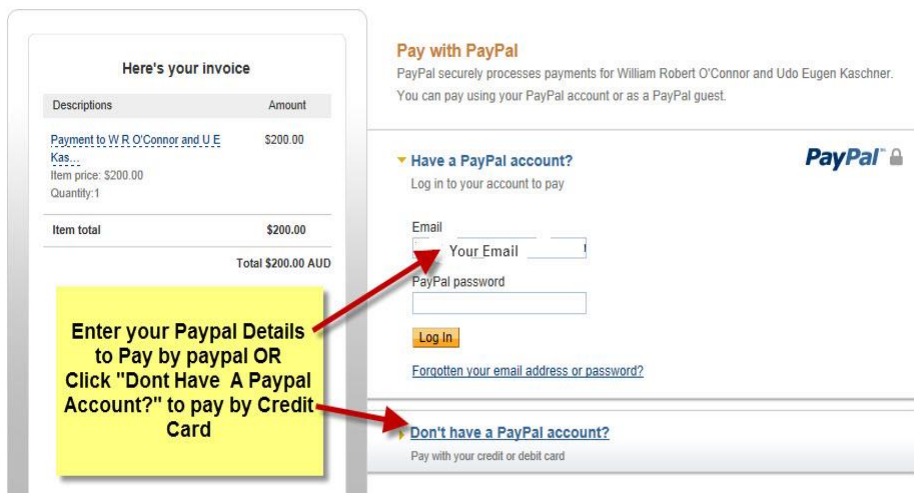 Here's your invoice
Descriptions Amount
Payment to W R O'Connor and U E $200.00
Kas...
Item price: $200.00
Quantity:1
Item total $200.00
Total $200.00 AUD
Enter your Paypal Details
to Pay by paypal OR
Click "Dont Have A Paypal
Account?" to pay by Credit
Card
Pay with PayPal
PayPal securely processes payments for William Robert O'Connor and Udo Eugen Kaschner.
You can pay using your PayPal account or as a PayPal guest.
Have a PayPal account?
PayPal
Log in to your account to pay
Email
Your Email
PayPal password
Log In
Forgotten your email address or password?
Don't have a PayPal account?
Pay with your credit or debit card